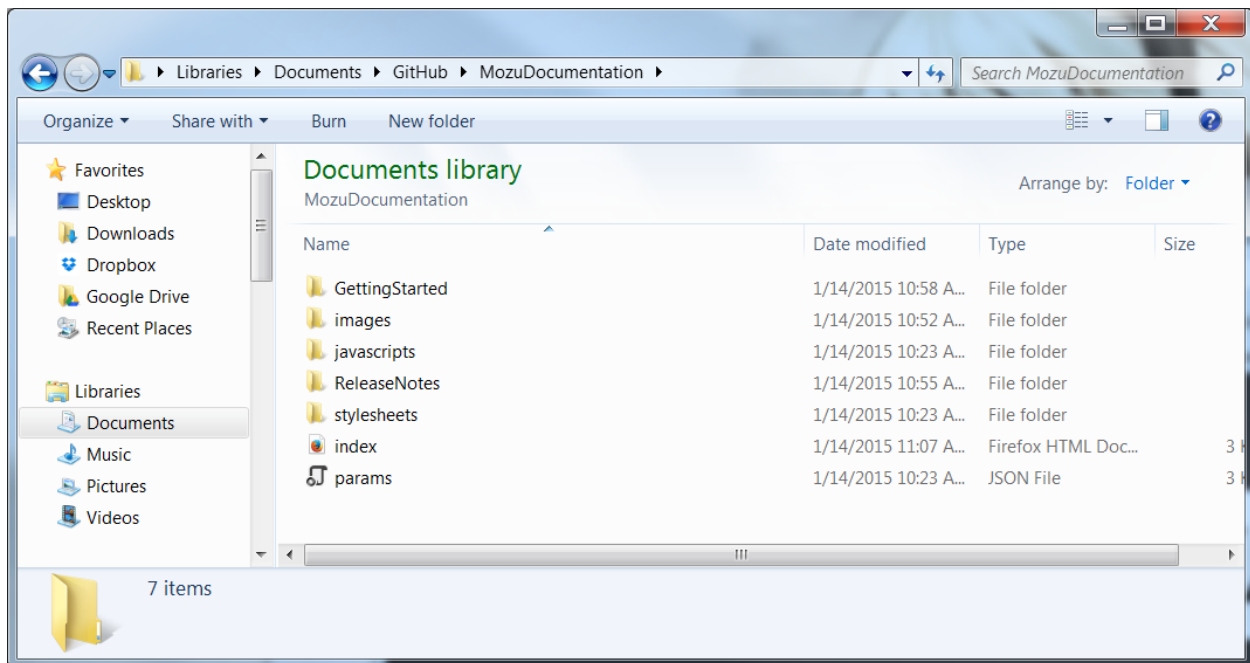 Libraries Documents GitHub MozuDocumentation Search MozuDocumentation
Organize Share with Burn New folder
Favorites
Desktop
Downloads
Dropbox
Google Drive
Recent Places
Libraries
Documents
Music
Pictures
Videos
Documents library
MozuDocumentation
Arrange by: Folder
Name Date modified Type Size
GettingStarted 1/14/2015 10:58 A... File folder
images 1/14/2015 10:52 A... File folder
javascripts 1/14/2015 10:23 A... File folder
ReleaseNotes 1/14/2015 10:55 A... File folder
stylesheets 1/14/2015 10:23 A... File folder
index 1/14/2015 11:07 A... Firefox HTML Doc... 3
params 1/14/2015 10:23 A... JSON File 3
7 items